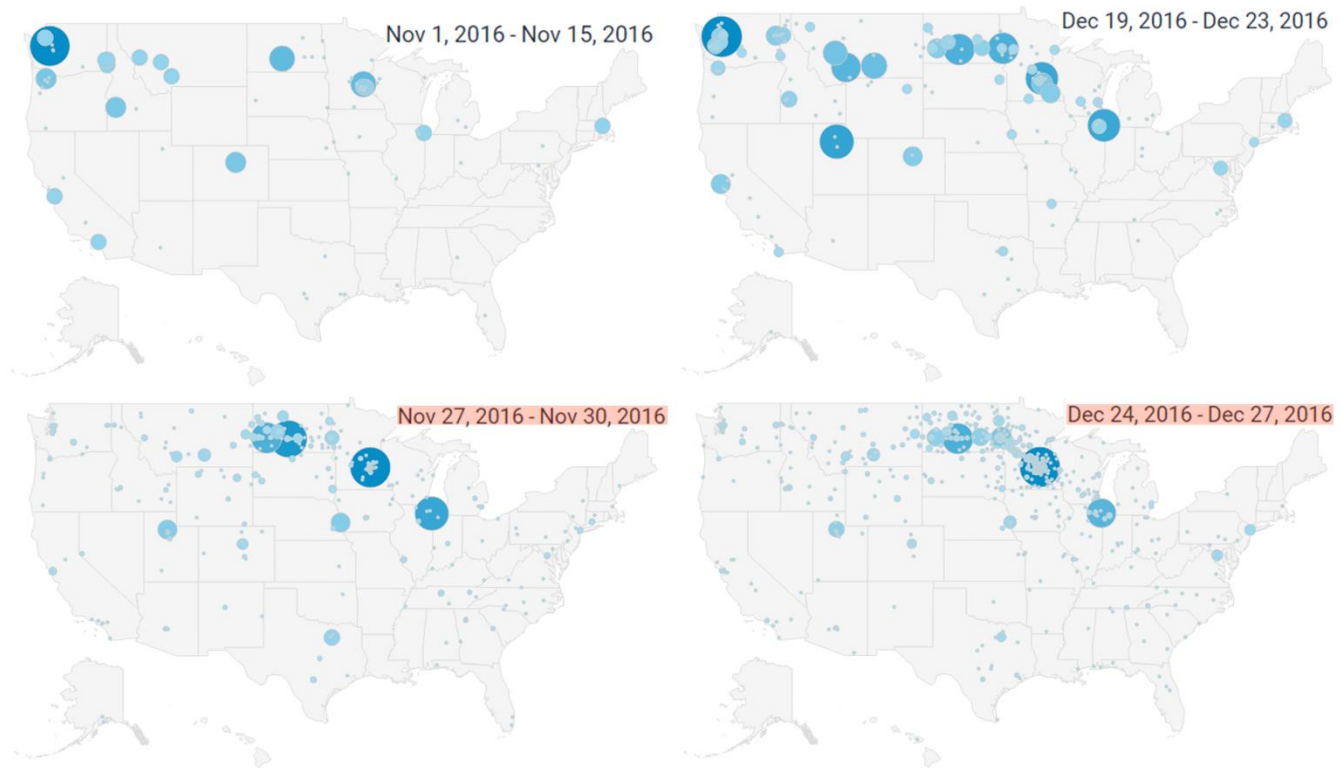 Nov 1, 2016 - Nov 15, 2016
Dec 19, 2016 - Dec 23, 2016
Nov 27, 2016 - Nov 30, 2016
Dec 24, 2016 - Dec 27, 2016